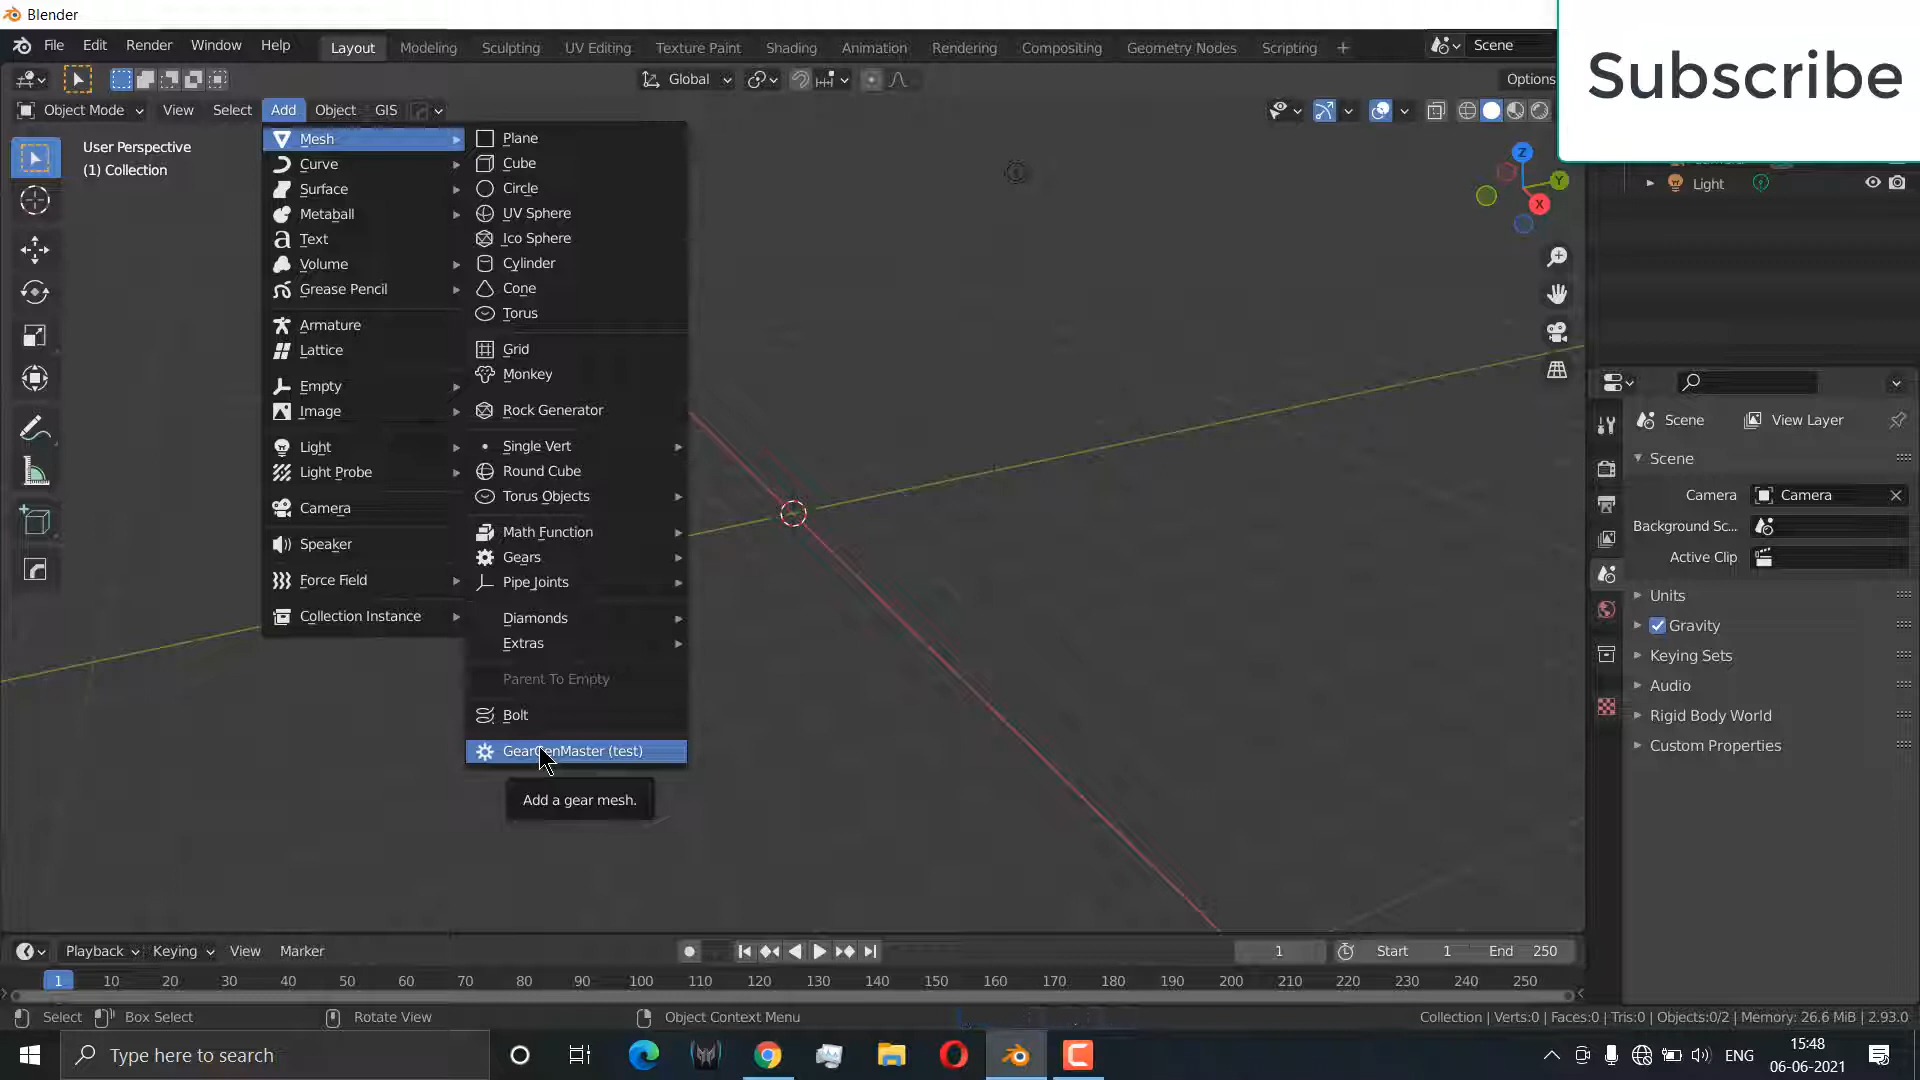 Blender
File Edit Render Window Help Layout Modeling Sculpting UV Editing Texture Paint Shading Animation Rendering Compositing Geometry Nodes Scripting + Scene
Subscribe
Global Options
Object Mode View Select Add Object GIS
User Perspective
(1) Collection
Mesh
Curve
Surface
Metaball
Text
Volume
Grease Pencil
Armature
Lattice
Empty
Image
Light
Light Probe
Camera
Speaker
Force Field
Collection Instance
Plane
Cube
Circle
UV Sphere
Ico Sphere
Cylinder
Cone
Torus
Grid
Monkey
Rock Generator
Single Vert
Round Cube
Torus Objects
Math Function
Gears
Pipe Joints
Diamonds
Extras
Parent To Empty
Bolt
GearGenMaster (test)
Add a gear mesh.
Z
Y
X
Light
Scene View Layer
Scene
Camera Camera
Background Sc...
Active Clip
Units
Gravity
Keying Sets
Audio
Rigid Body World
Custom Properties
Playback Keying View Marker 1 Start 1 End 250
1 10 20 30 40 50 60 70 80 90 100 110 120 130 140 150 160 170 180 190 200 210 220 230 240 250
Select Box Select Rotate View Object Context Menu Collection | Verts:0 | Faces:0 | Tris:0 | Objects:0/2 | Memory: 26.6 MiB | 2.93.0
Type here to search ENG
15:48
06-06-2021